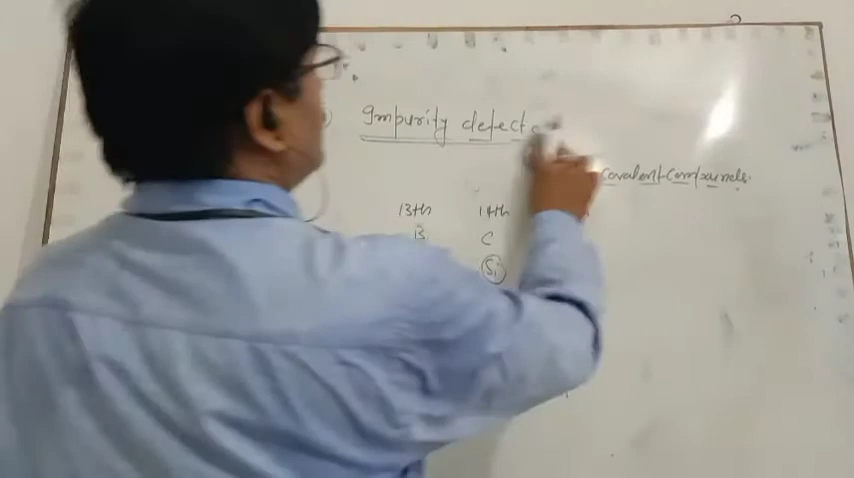 Impurity defect
covalent compounds.
13th 14th
B C
Si